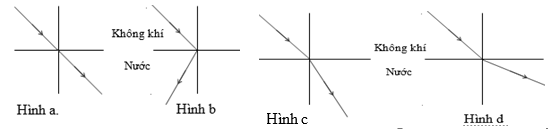 Không khí
Nước
Hình a.
Hình b
Không khí
Nước
Hình c
Hình d